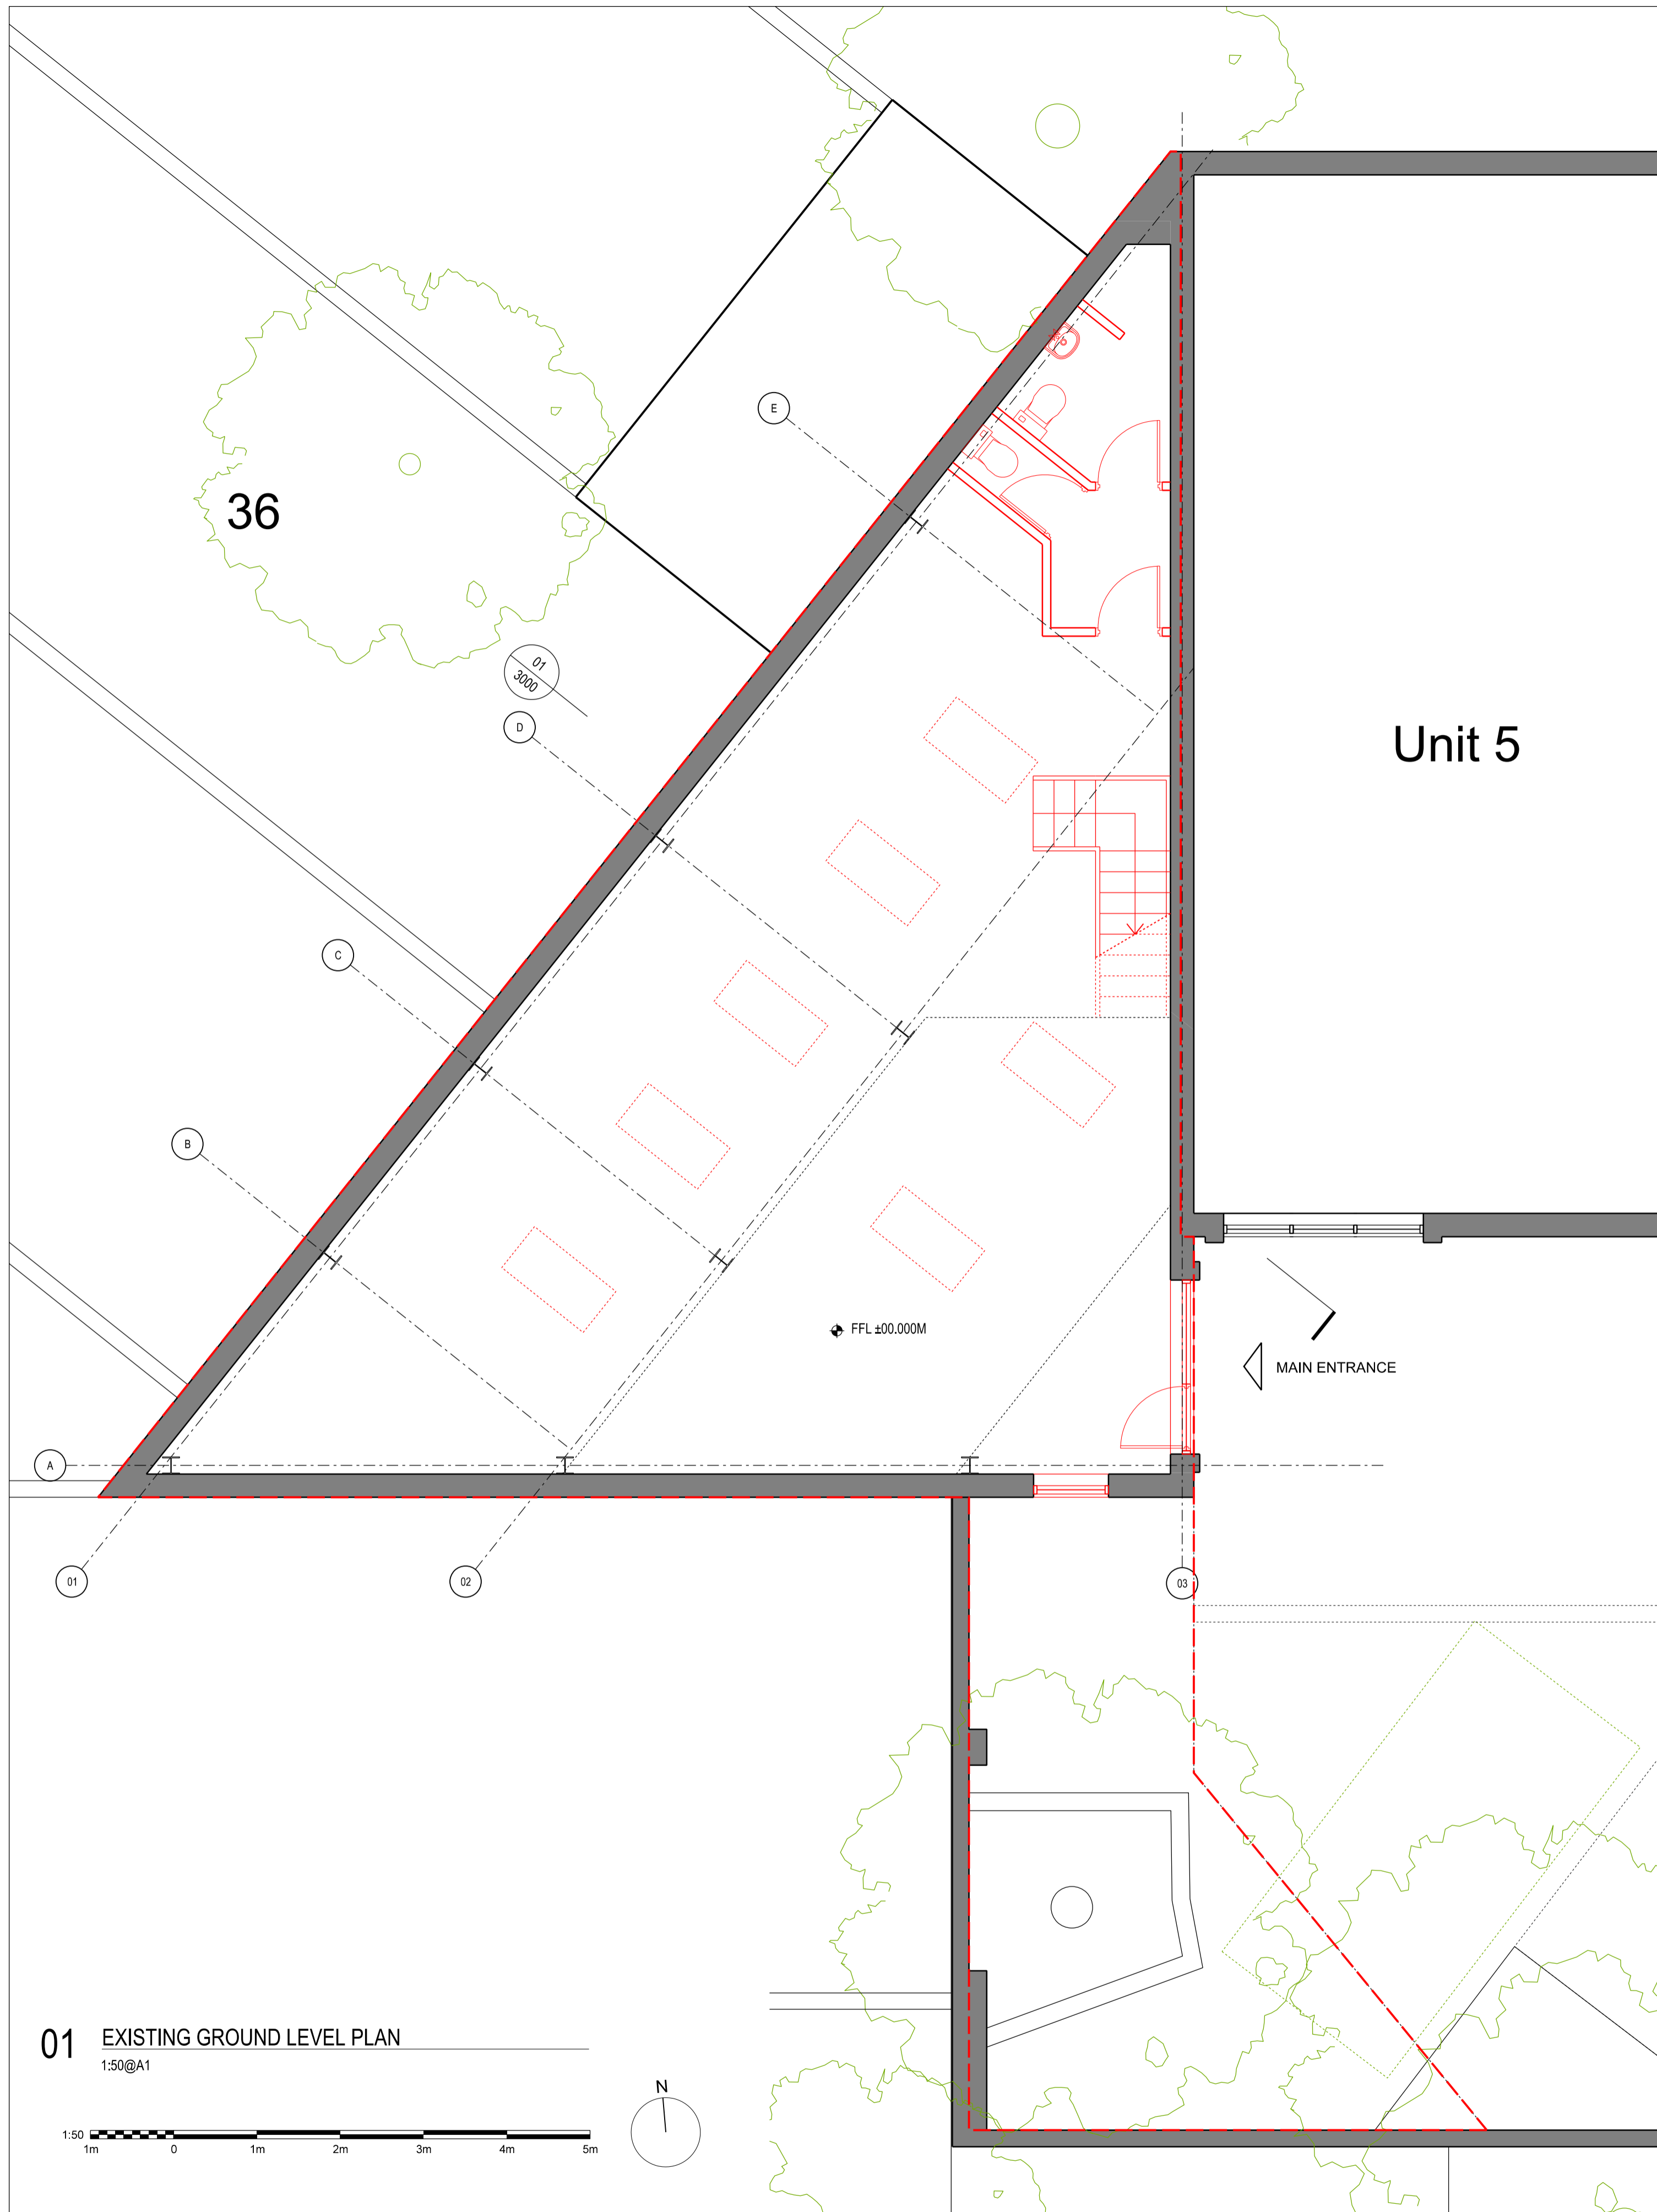 E
36
01
3000
D
Unit 5
C
B
FFL ±00.000M
MAIN ENTRANCE
A
01
02
03
01 EXISTING GROUND LEVEL PLAN
1:50@A1
N
1:50
1m 0 1m 2m 3m 4m 5m